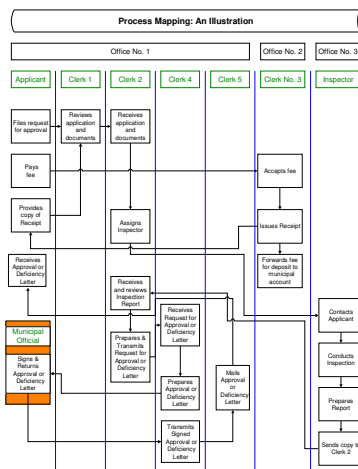 Process Mapping: An Illustration
Office No. 1
Office No. 2
Office No. 3
Applicant
Clerk 1
Clerk 2
Clerk 4
Clerk 5
Clerk No. 3
Inspector
Files request
for approval
Reviews
application
and
documents
Receives
application
and
documents
Pays
fee
Accepts fee
Provides
copy of
Receipt
Assigns
Inspector
Issues Receipt
Receives
Approval or
Deficiency
Letter
Forwards fee
for deposit to
municipal
account
Receives
and reviews
Inspection
Report
Receives
Request for
Approval or
Deficiency
Letter
Contacts
Applicant
Municipal
Official
Signs &
Returns
Approval or
Deficiency
Letter
Prepares &
Transmits
Request for
Approval or
Deficiency
Letter
Conducts
Inspection
Prepares
Approval or
Deficiency
Letter
Mails
Approval
or
Deficiency
Letter
Prepares
Report
Transmits
Signed
Approval or
Deficiency
Letter
Sends copy to
Clerk 2